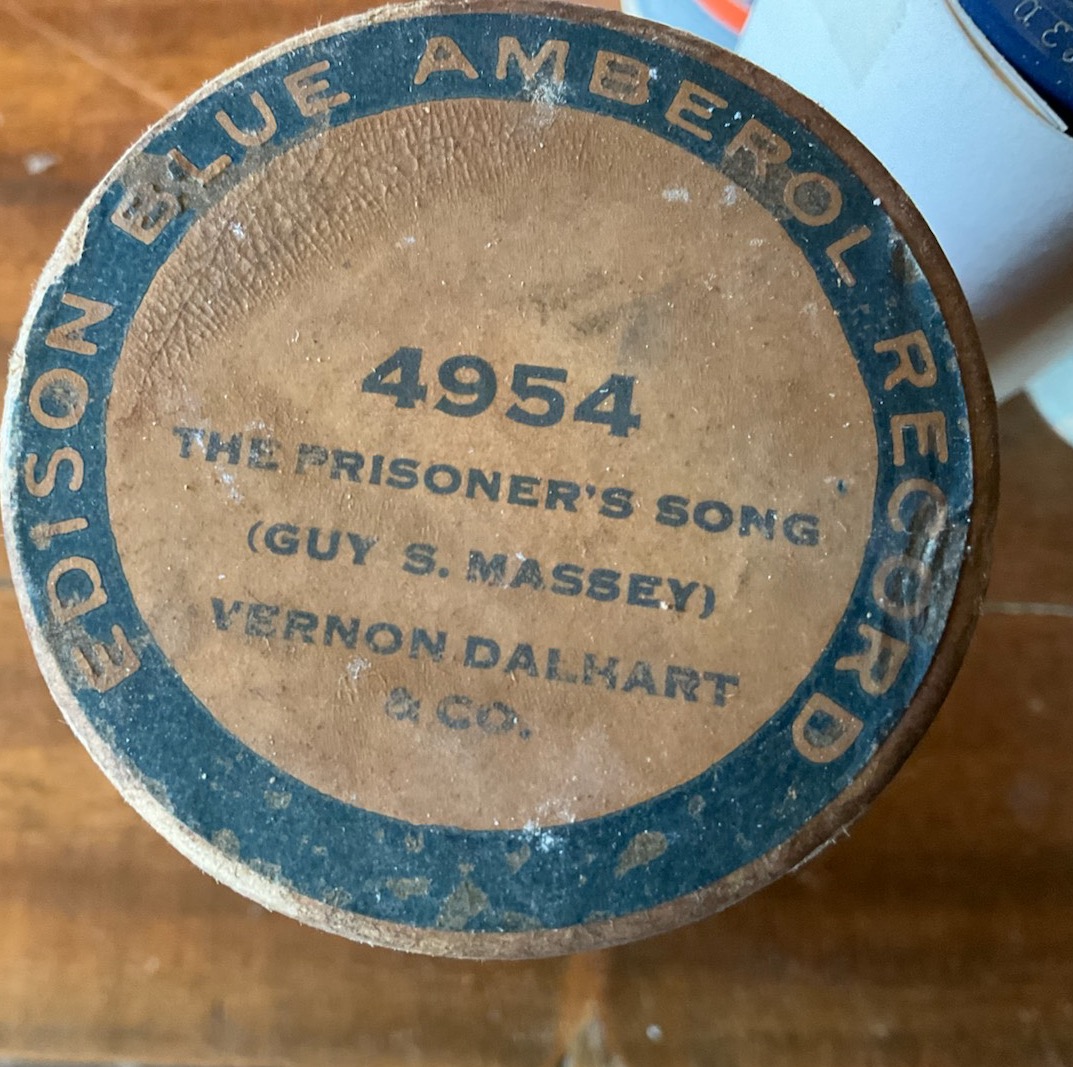 EDISON BLUE AMBEROL RECORD
4954
THE PRISONER'S SONG
(GUY S. MASSEY)
VERNON DALHART
& CO.